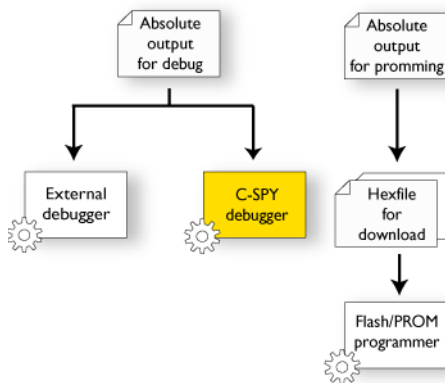 Absolute
output
for debug
Absolute
output
for promming
External
debugger
C-SPY
debugger
Hexfile
for
download
Flash/PROM
programmer